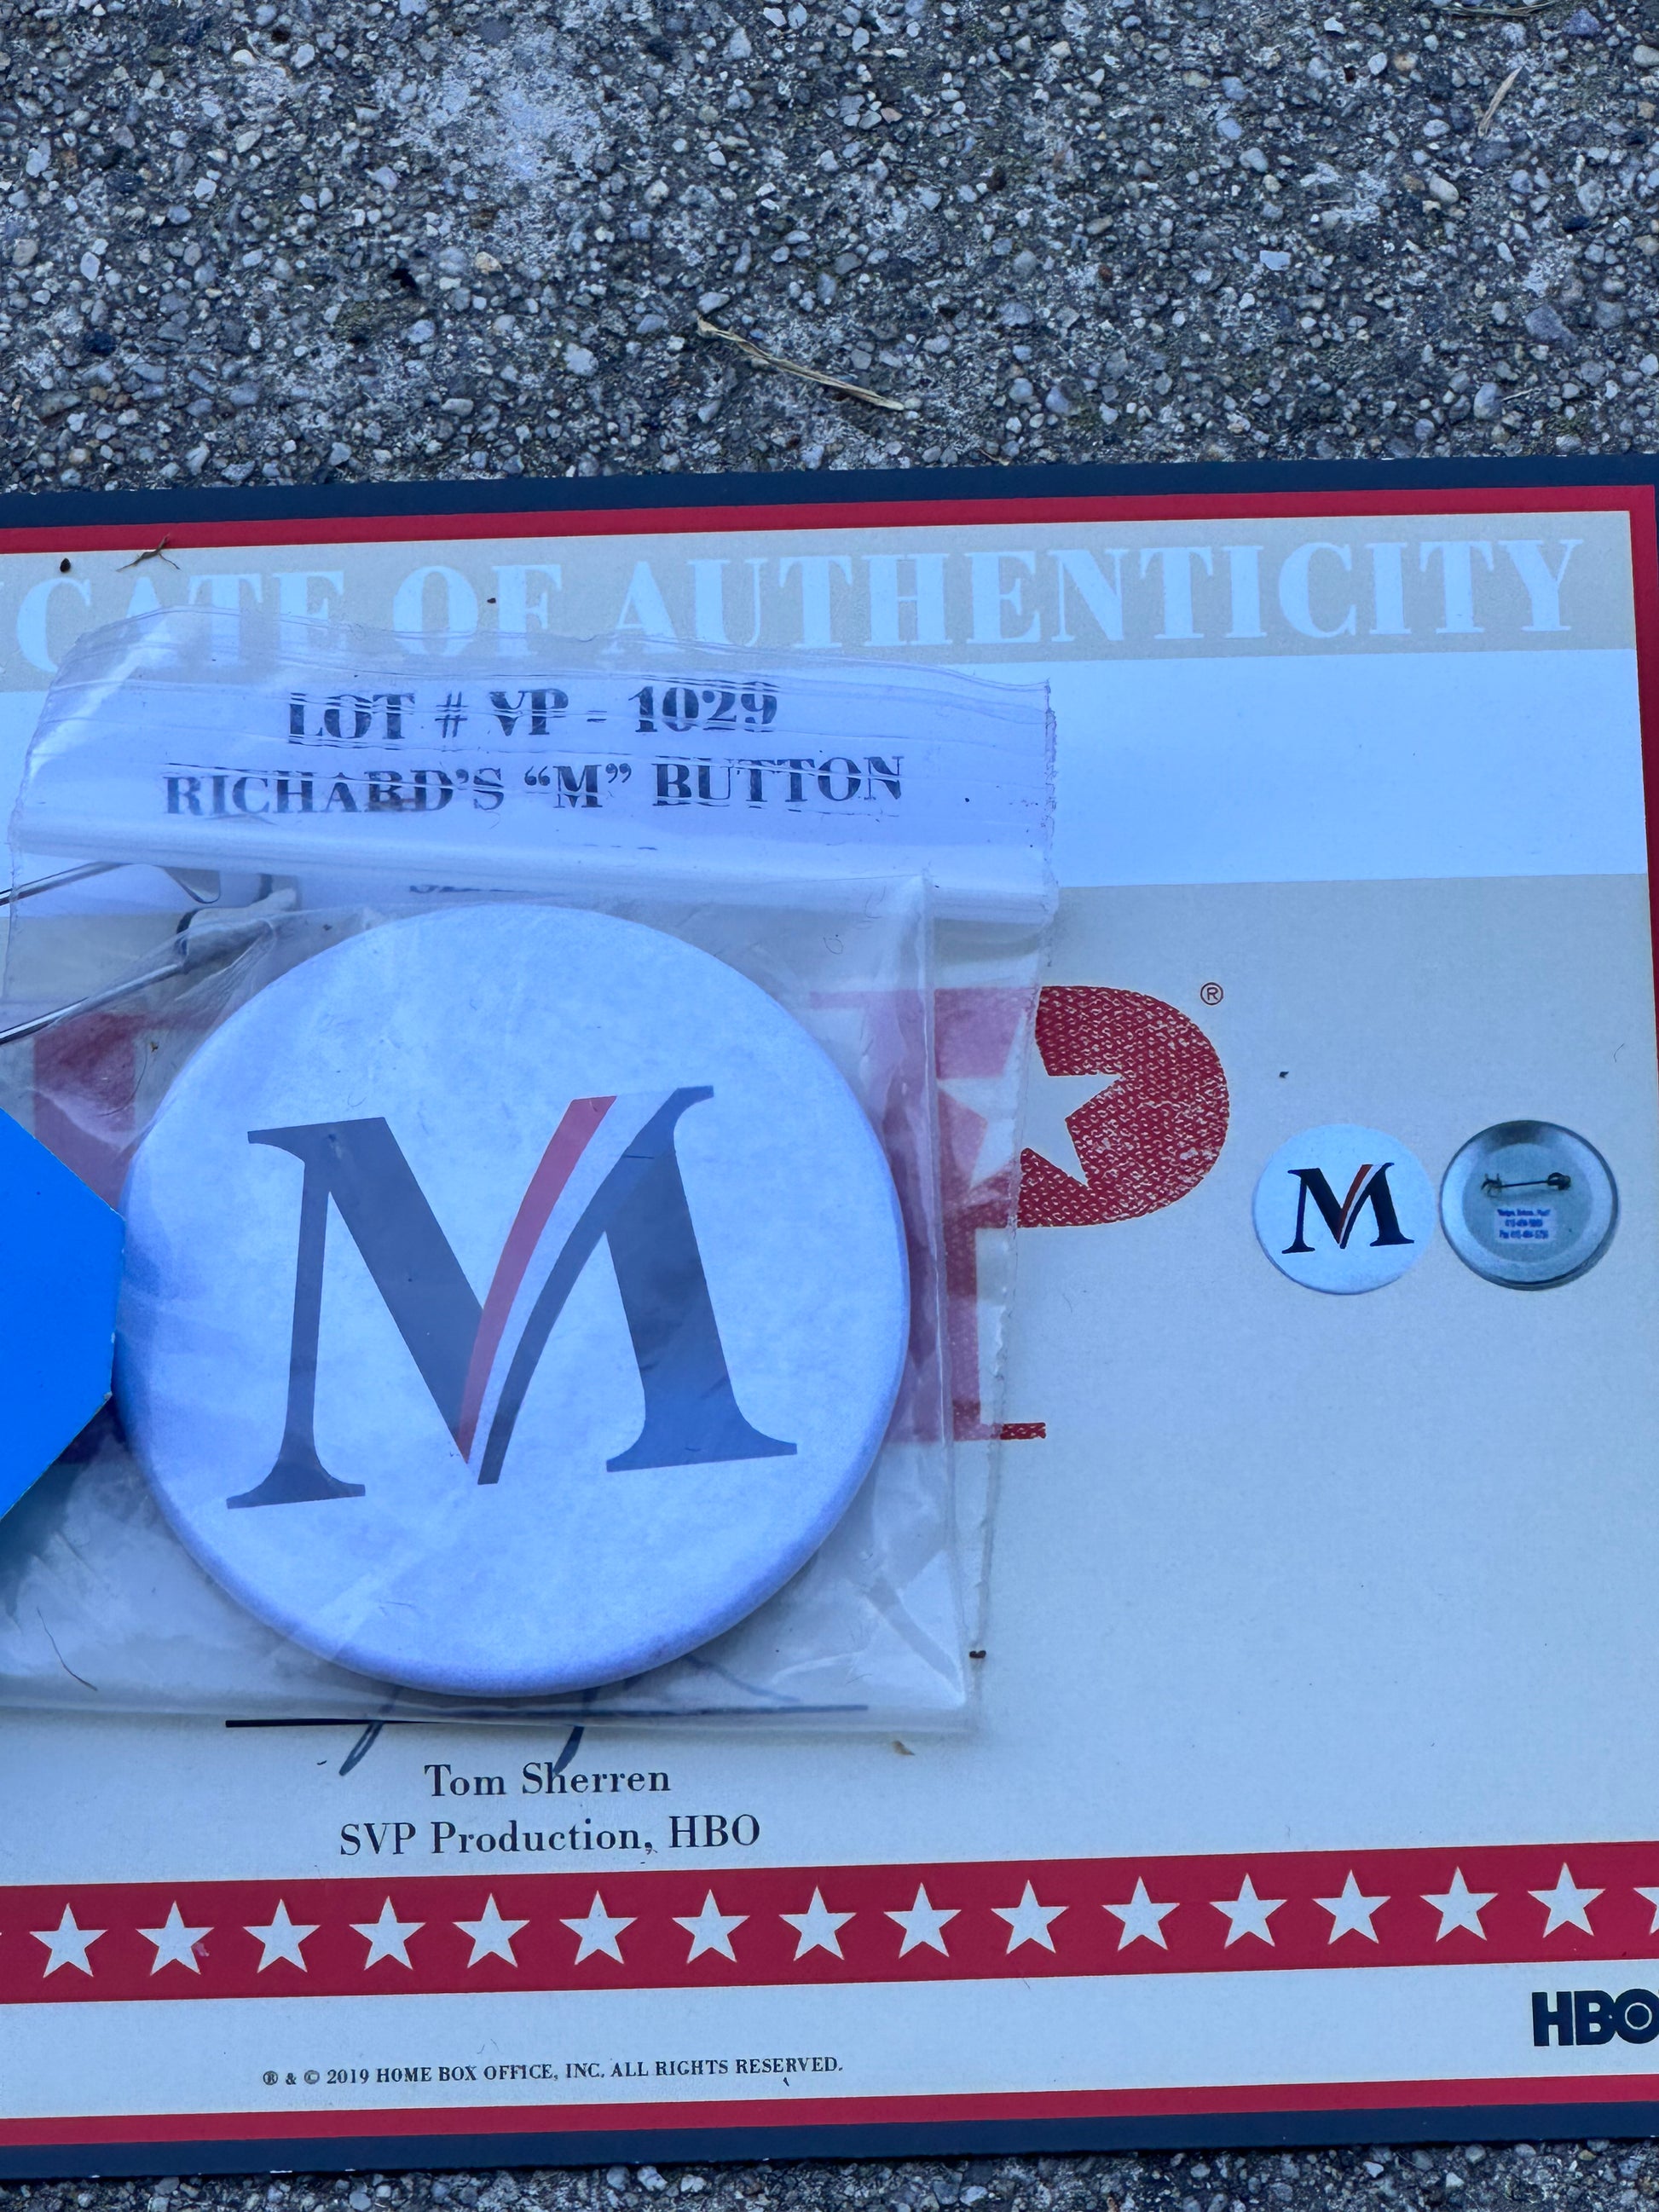 CATE OF AUTHENTICITY
LOT # VP - 1029
RICHARD'S “M” BUTTON
M
P ®
M
Tom Sherren
SVP Production, HBO
HBO
® & © 2019 HOME BOX OFFICE, INC. ALL RIGHTS RESERVED.